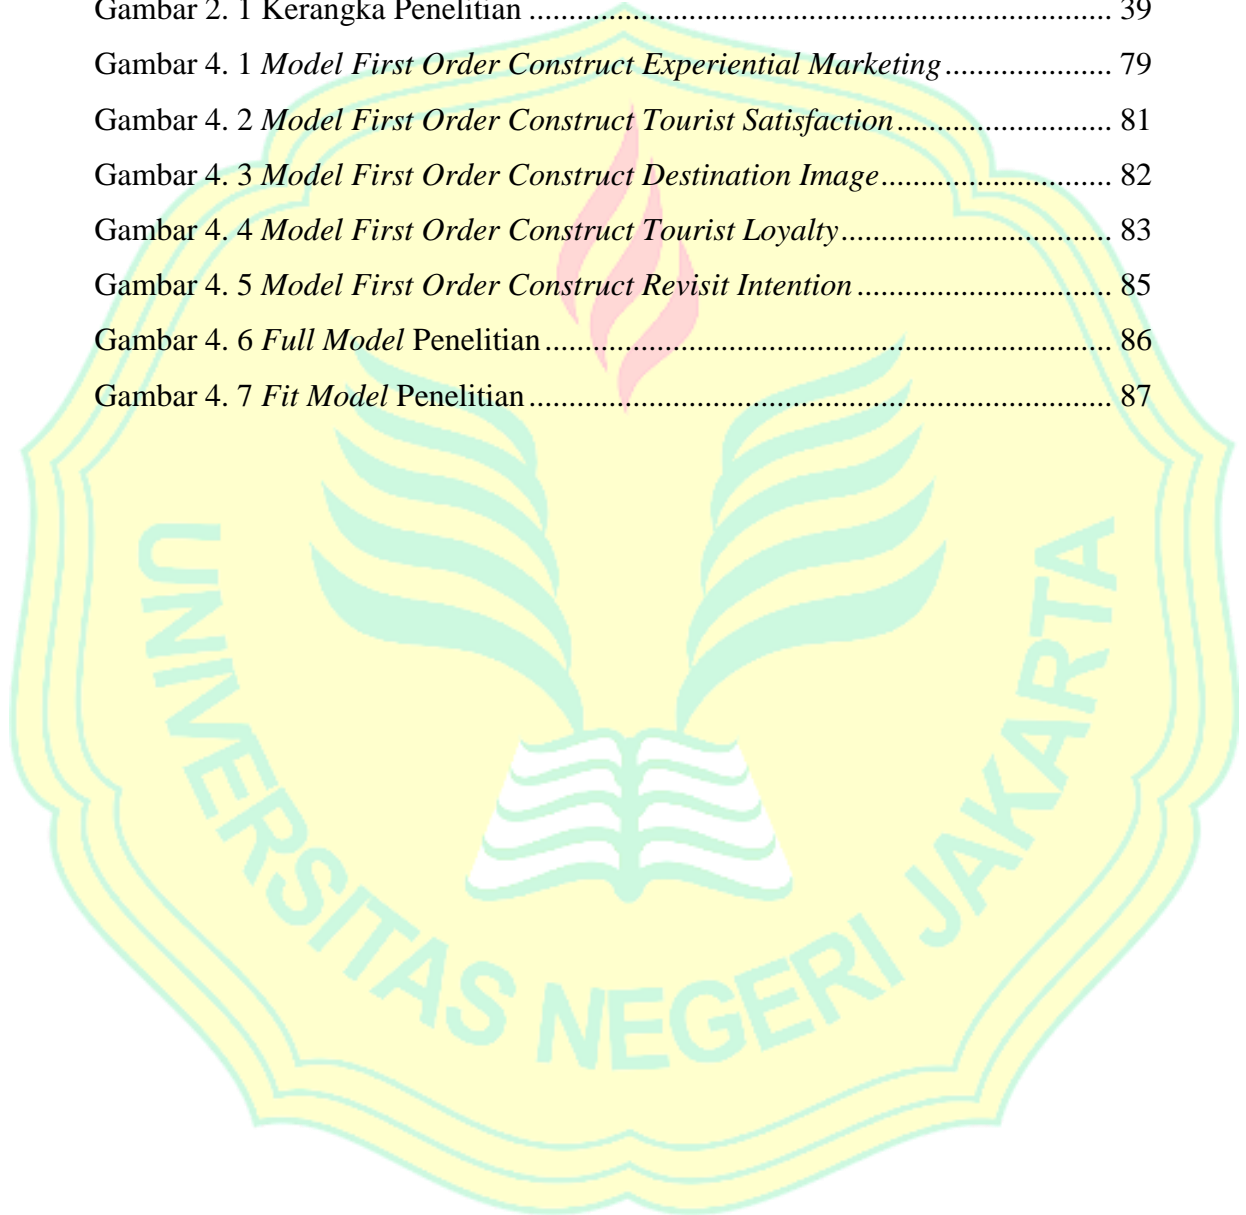 Gambar 2. 1 Kerangka Penelitian .......................................................................... 39
Gambar 4. 1 Model First Order Construct Experiential Marketing ..................... 79
Gambar 4. 2 Model First Order Construct Tourist Satisfaction ........................... 81
Gambar 4. 3 Model First Order Construct Destination Image ............................. 82
Gambar 4. 4 Model First Order Construct Tourist Loyalty .................................. 83
Gambar 4. 5 Model First Order Construct Revisit Intention ................................ 85
Gambar 4. 6 Full Model Penelitian ........................................................................ 86
Gambar 4. 7 Fit Model Penelitian .......................................................................... 87
UNIVERSITAS NEGERI JAKARTA